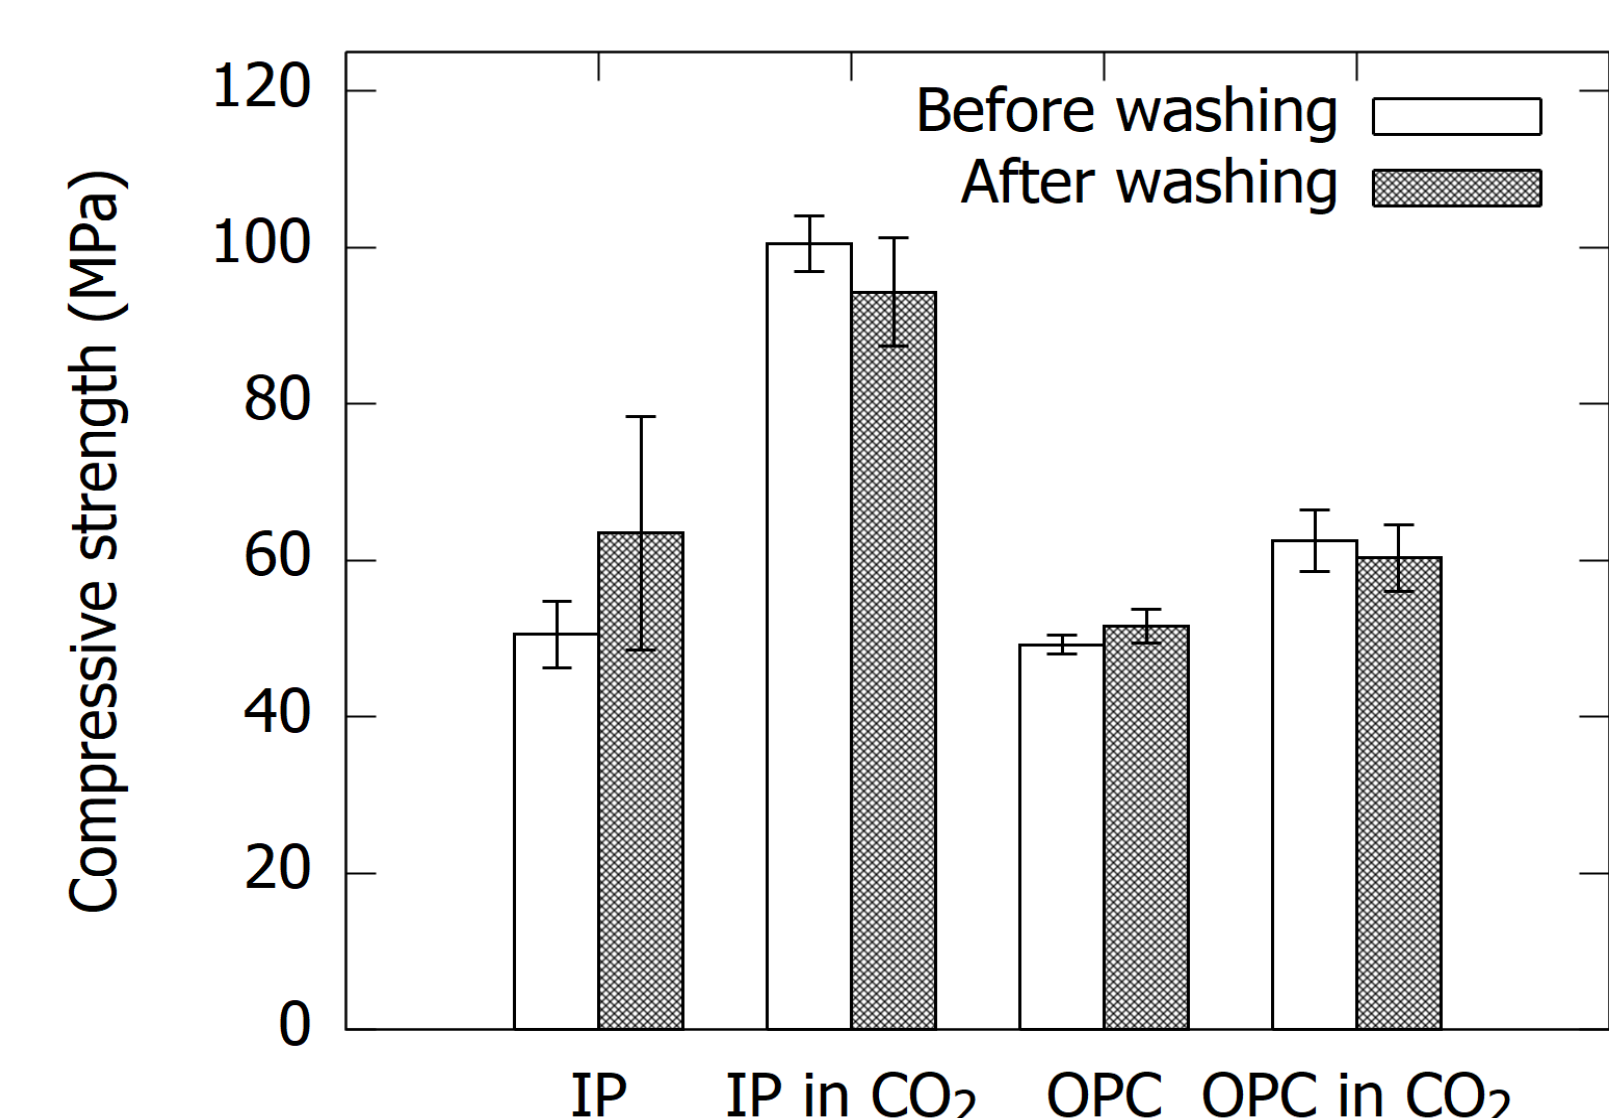 120
100
80
60
40
20
0
Compressive strength (MPa)
Before washing
After washing
IP
IP in CO₂
OPC
OPC in CO₂